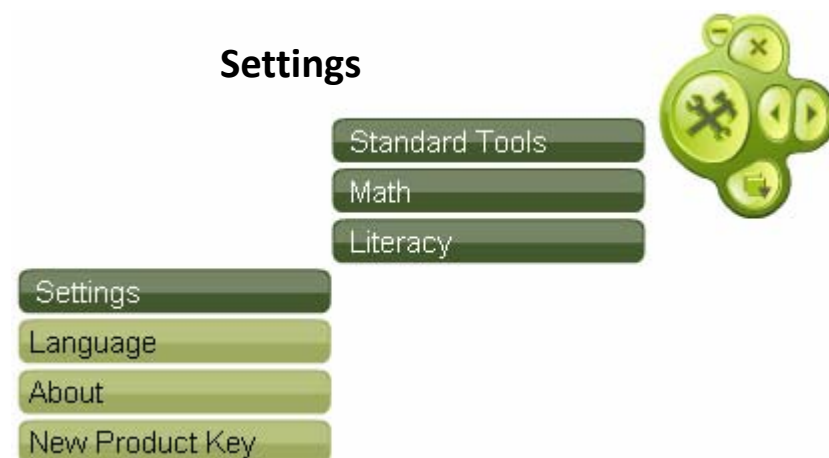 Settings
Standard Tools
Math
Literacy
Settings
Language
About
New Product Key